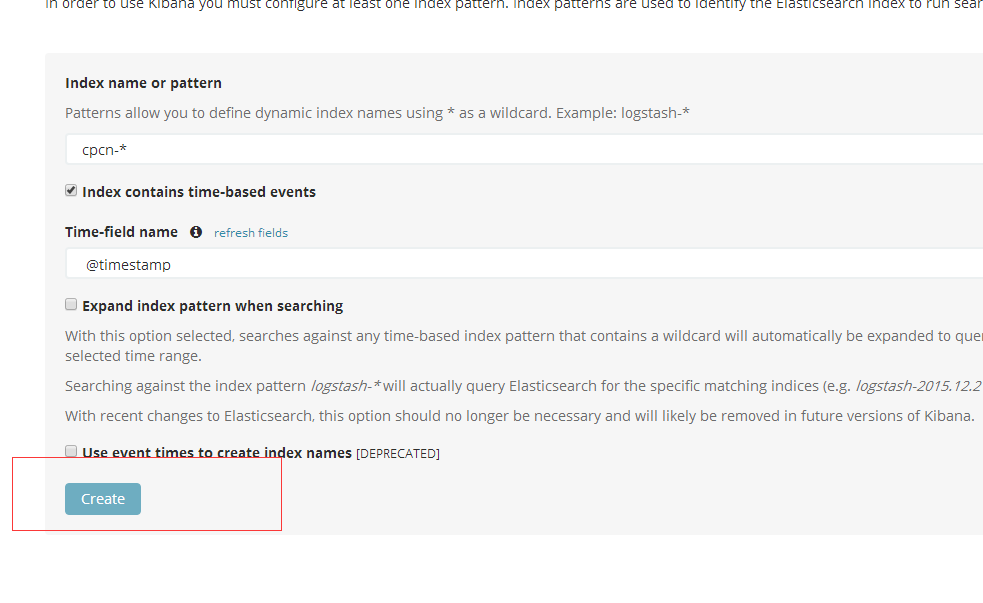 In order to use Kibana you must configure at least one index pattern. Index patterns are used to identify the Elasticsearch index to run sear
Index name or pattern
Patterns allow you to define dynamic index names using * as a wildcard. Example: logstash-*
cpcn-*
Index contains time-based events
Time-field name refresh fields
@timestamp
Expand index pattern when searching
With this option selected, searches against any time-based index pattern that contains a wildcard will automatically be expanded to que
selected time range.
Searching against the index pattern logstash-* will actually query Elasticsearch for the specific matching indices (e.g. logstash-2015.12.2
With recent changes to Elasticsearch, this option should no longer be necessary and will likely be removed in future versions of Kibana.
Use event times to create index names [DEPRECATED]
Create